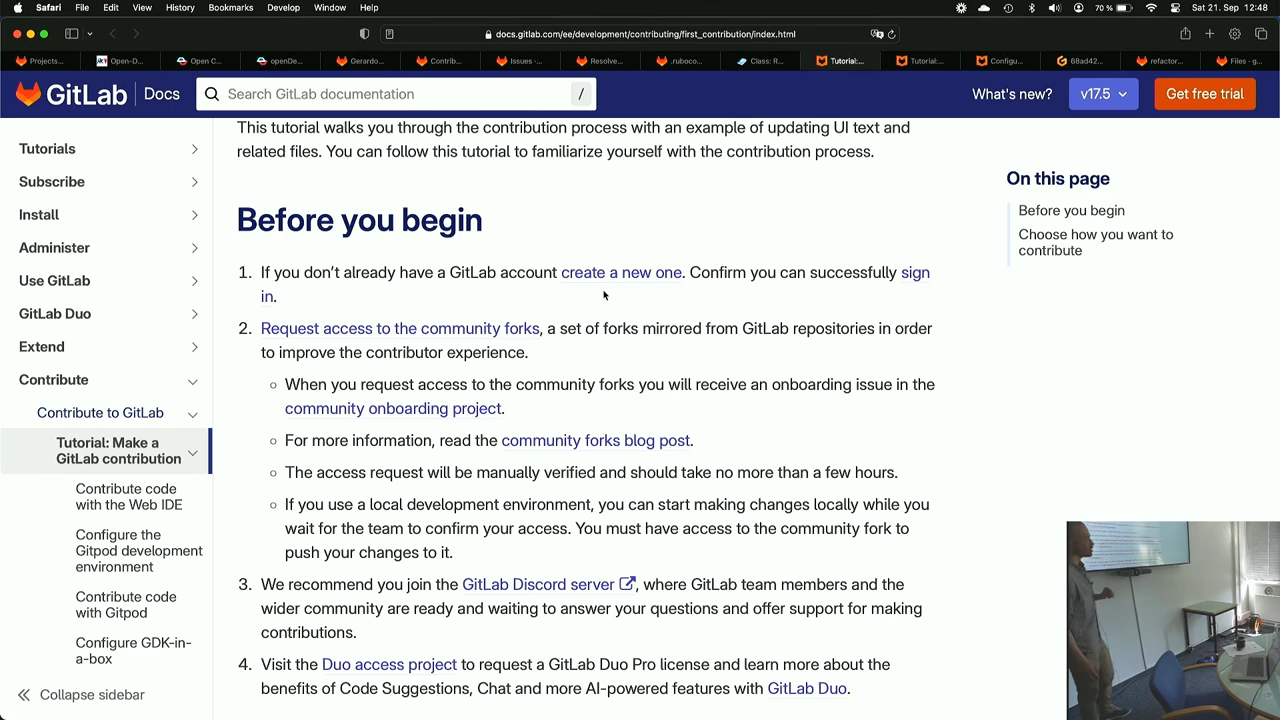 Safari File Edit View History Bookmarks Develop Window Help
70 % Sat 21. Sep 12:48
docs.gitlab.com/ee/development/contributing/first_contribution/index.html
Projects... Open-D... Open C... openDe... Gerardo... Contrib... Issues ·... Resolve... .ruboco... Class: R... Tutorial:... Tutorial:... Configu... 68ad42... refactor... Files · g...
GitLab Docs Search GitLab documentation / What's new? v17.5 Get free trial
This tutorial walks you through the contribution process with an example of updating UI text and
related files. You can follow this tutorial to familiarize yourself with the contribution process.
Before you begin
1. If you don't already have a GitLab account create a new one. Confirm you can successfully sign
in.
2. Request access to the community forks, a set of forks mirrored from GitLab repositories in order
to improve the contributor experience.
When you request access to the community forks you will receive an onboarding issue in the
community onboarding project.
For more information, read the community forks blog post.
The access request will be manually verified and should take no more than a few hours.
If you use a local development environment, you can start making changes locally while you
wait for the team to confirm your access. You must have access to the community fork to
push your changes to it.
3. We recommend you join the GitLab Discord server, where GitLab team members and the
wider community are ready and waiting to answer your questions and offer support for making
contributions.
4. Visit the Duo access project to request a GitLab Duo Pro license and learn more about the
benefits of Code Suggestions, Chat and more AI-powered features with GitLab Duo.
Tutorials
Subscribe
Install
Administer
Use GitLab
GitLab Duo
Extend
Contribute
Contribute to GitLab
Tutorial: Make a
GitLab contribution
Contribute code
with the Web IDE
Configure the
Gitpod development
environment
Contribute code
with Gitpod
Configure GDK-in-
a-box
Collapse sidebar
On this page
Before you begin
Choose how you want to
contribute